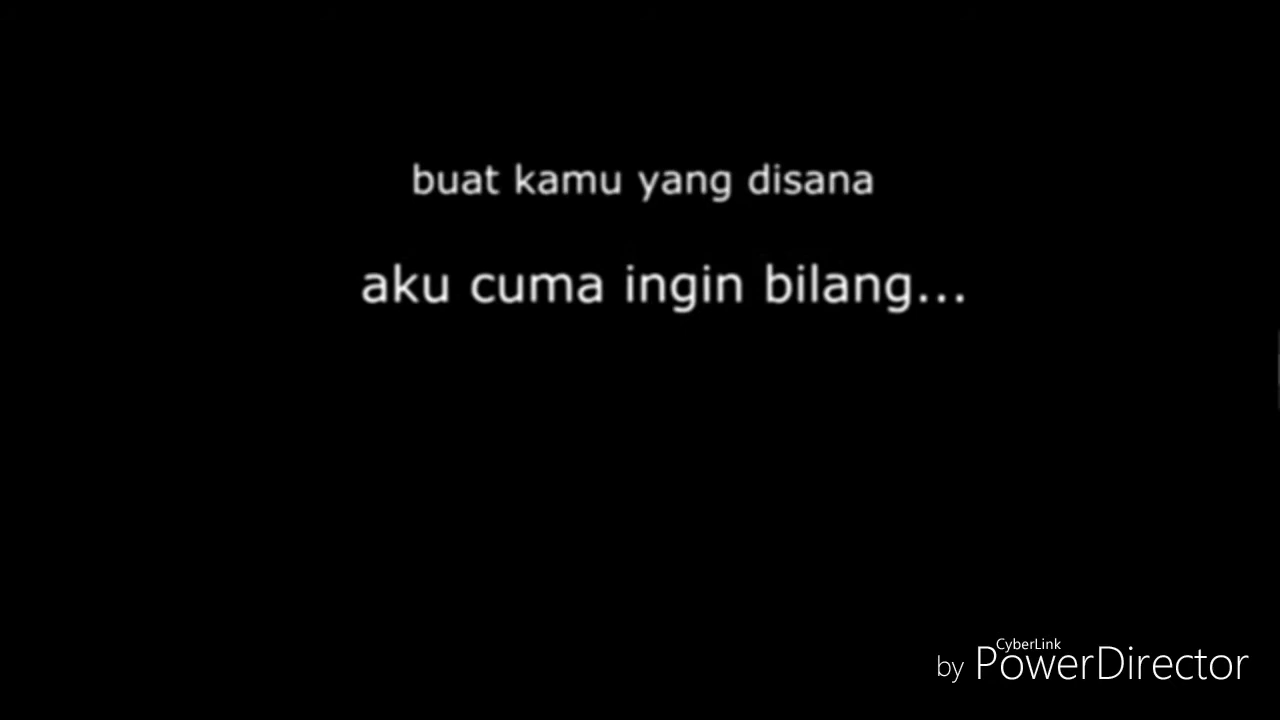 buat kamu yang disana
aku cuma ingin bilang...
CyberLink
by PowerDirector